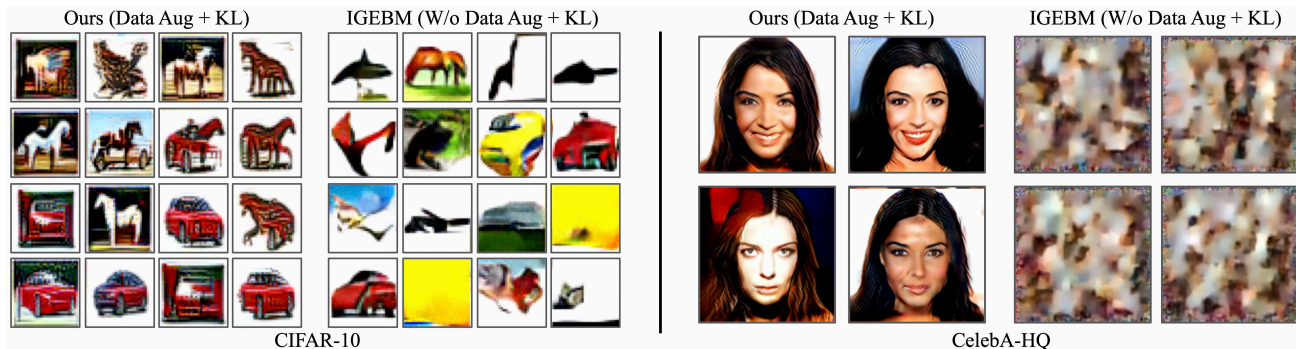 Ours (Data Aug + KL)
IGEBM (W/o Data Aug + KL)
Ours (Data Aug + KL)
IGEBM (W/o Data Aug + KL)
CIFAR-10
CelebA-HQ